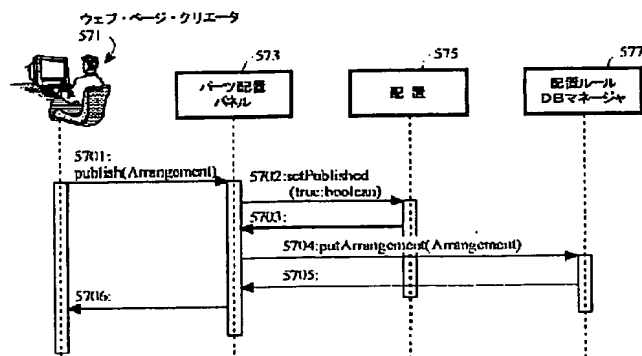 ウェブ・ページ・クリエータ
571
573
パーツ配置
パネル
575
配置
577
配置ルール
DBマネージャ
5701:
publish(Arrangement)
5702:setPublished
(true:boolean)
5703:
5704:putArrangement(Arrangement)
5705:
5706: